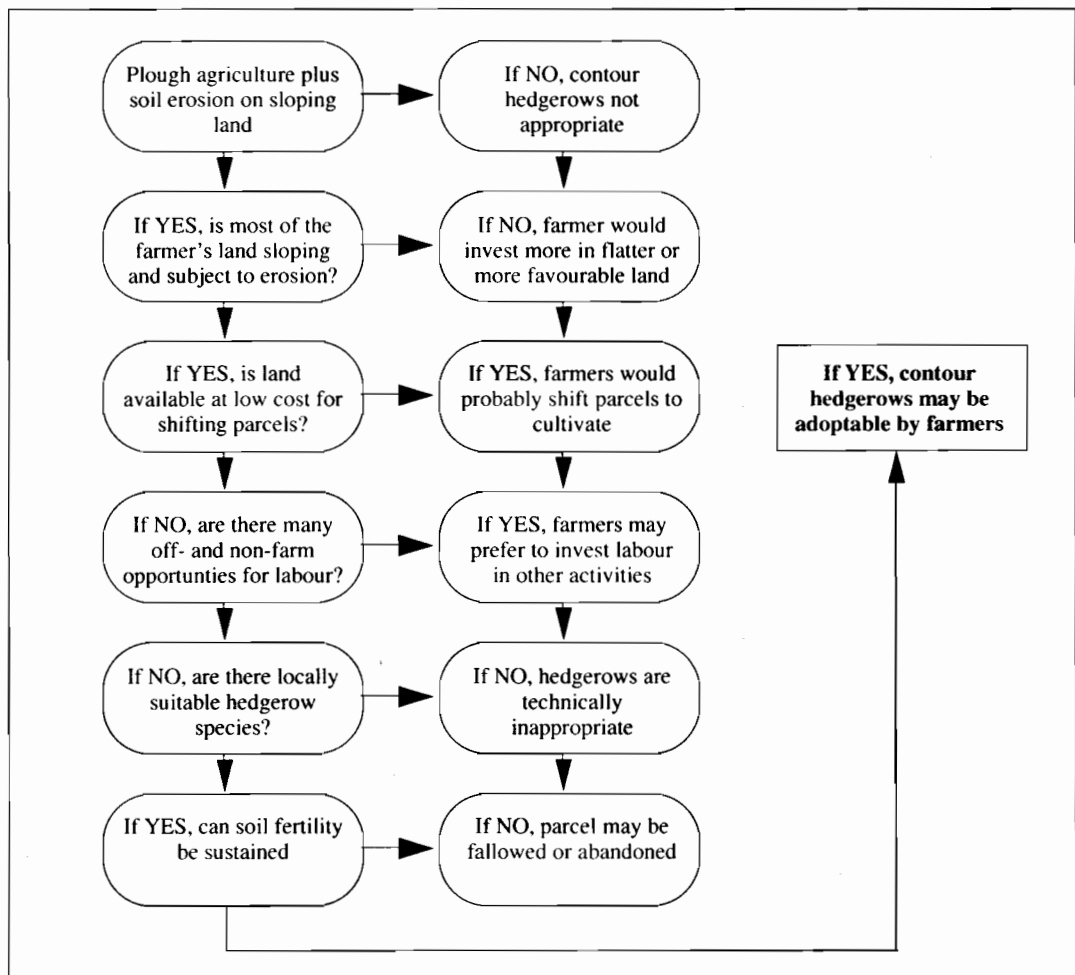 Plough agriculture plus
soil erosion on sloping
land
If NO, contour
hedgerows not
appropriate
If YES, is most of the
farmer's land sloping
and subject to erosion?
If NO, farmer would
invest more in flatter or
more favourable land
If YES, is land
available at low cost for
shifting parcels?
If YES, farmers would
probably shift parcels to
cultivate
If YES, contour
hedgerows may be
adoptable by farmers
If NO, are there many
off- and non-farm
opportunties for labour?
If YES, farmers may
prefer to invest labour
in other activities
If NO, are there locally
suitable hedgerow
species?
If NO, hedgerows are
technically
inappropriate
If YES, can soil fertility
be sustained
If NO, parcel may be
fallowed or abandoned